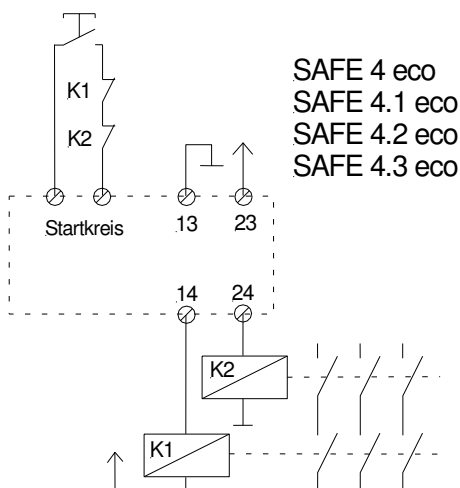 SAFE 4 eco
SAFE 4.1 eco
SAFE 4.2 eco
SAFE 4.3 eco
K1
K2
Startkreis
13
23
14
24
K2
K1